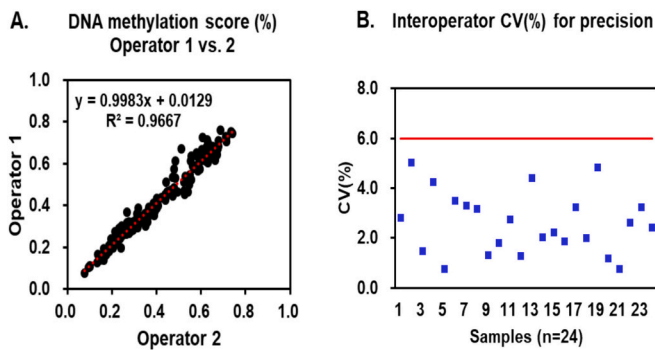 A. DNA methylation score (%)
Operator 1 vs. 2
y = 0.9983x + 0.0129
R² = 0.9667
Operator 1
1.0
0.8
0.6
0.4
0.2
0.0
0.0 0.2 0.4 0.6 0.8 1.0
Operator 2
B. Interoperator CV(%) for precision
CV(%)
8.0
6.0
4.0
2.0
0.0
1 3 5 7 9 11 13 15 17 19 21 23
Samples (n=24)